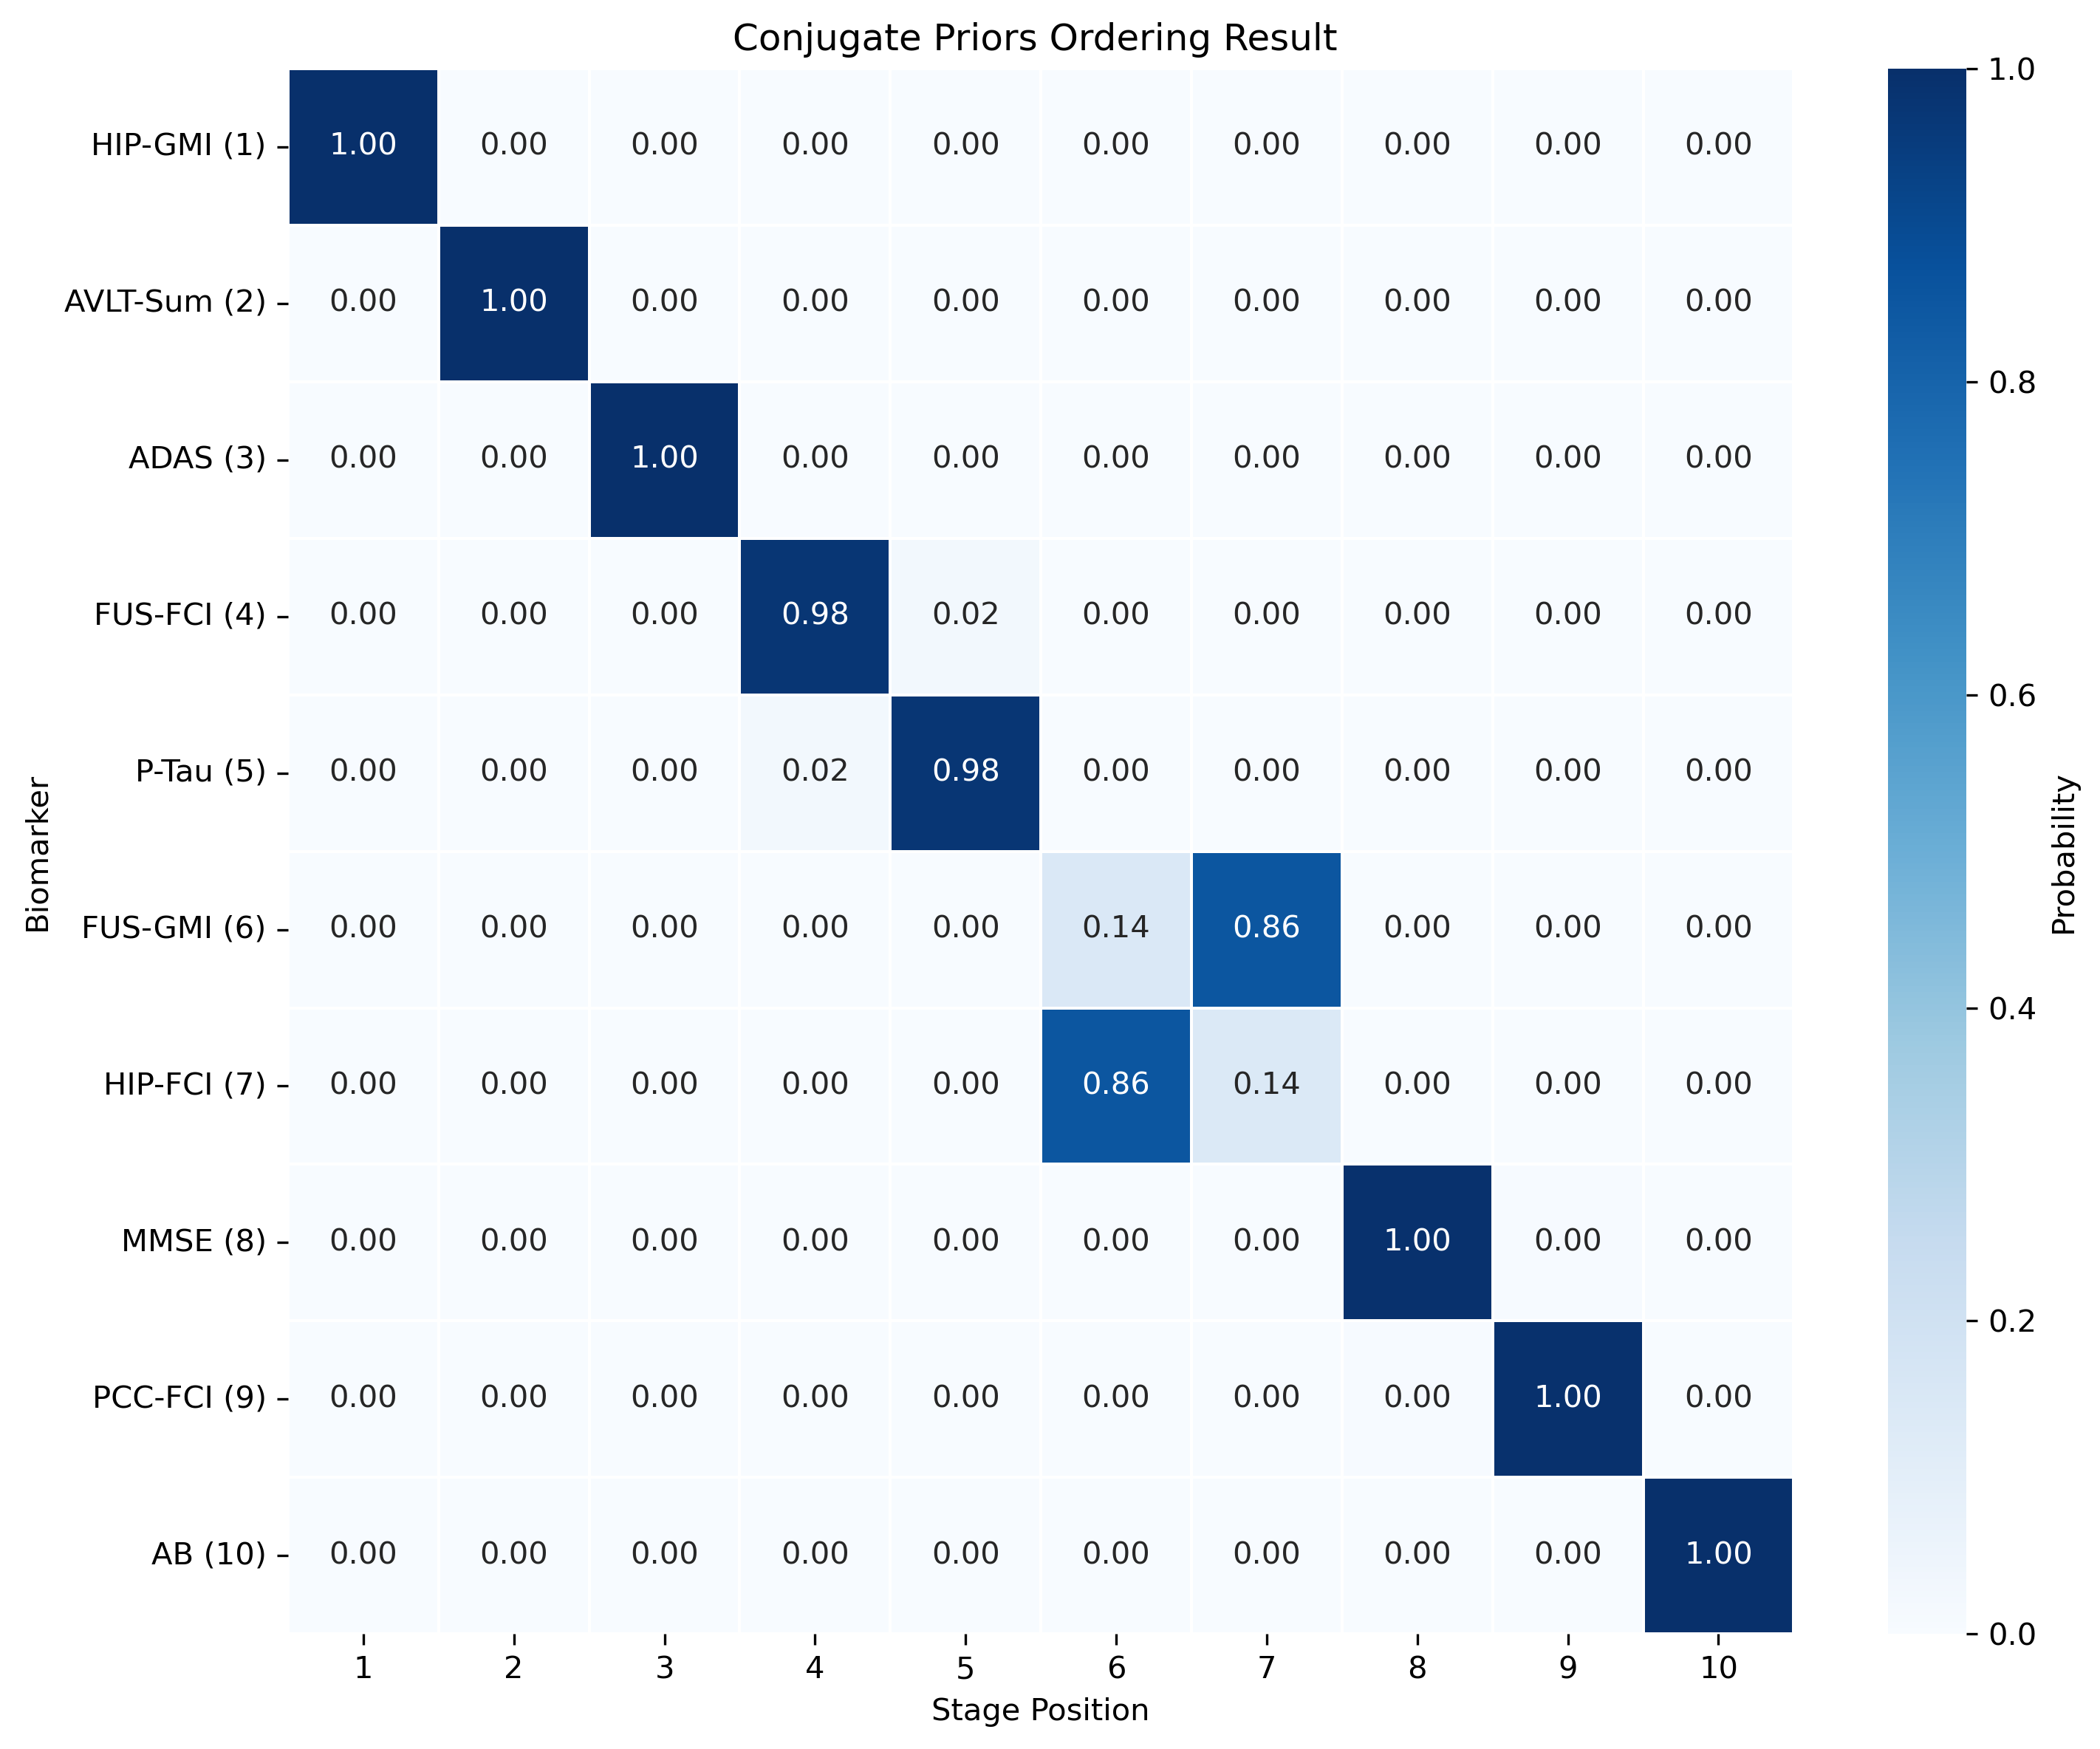 Conjugate Priors Ordering Result
HIP-GMI (1) 1.00 0.00 0.00 0.00 0.00 0.00 0.00 0.00 0.00 0.00
AVLT-Sum (2) 0.00 1.00 0.00 0.00 0.00 0.00 0.00 0.00 0.00 0.00
ADAS (3) 0.00 0.00 1.00 0.00 0.00 0.00 0.00 0.00 0.00 0.00
FUS-FCI (4) 0.00 0.00 0.00 0.98 0.02 0.00 0.00 0.00 0.00 0.00
P-Tau (5) 0.00 0.00 0.00 0.02 0.98 0.00 0.00 0.00 0.00 0.00
FUS-GMI (6) 0.00 0.00 0.00 0.00 0.00 0.14 0.86 0.00 0.00 0.00
HIP-FCI (7) 0.00 0.00 0.00 0.00 0.00 0.86 0.14 0.00 0.00 0.00
MMSE (8) 0.00 0.00 0.00 0.00 0.00 0.00 0.00 1.00 0.00 0.00
PCC-FCI (9) 0.00 0.00 0.00 0.00 0.00 0.00 0.00 0.00 1.00 0.00
AB (10) 0.00 0.00 0.00 0.00 0.00 0.00 0.00 0.00 0.00 1.00
1 2 3 4 5 6 7 8 9 10
Stage Position
Biomarker
1.0
0.8
0.6
0.4
0.2
0.0
Probability